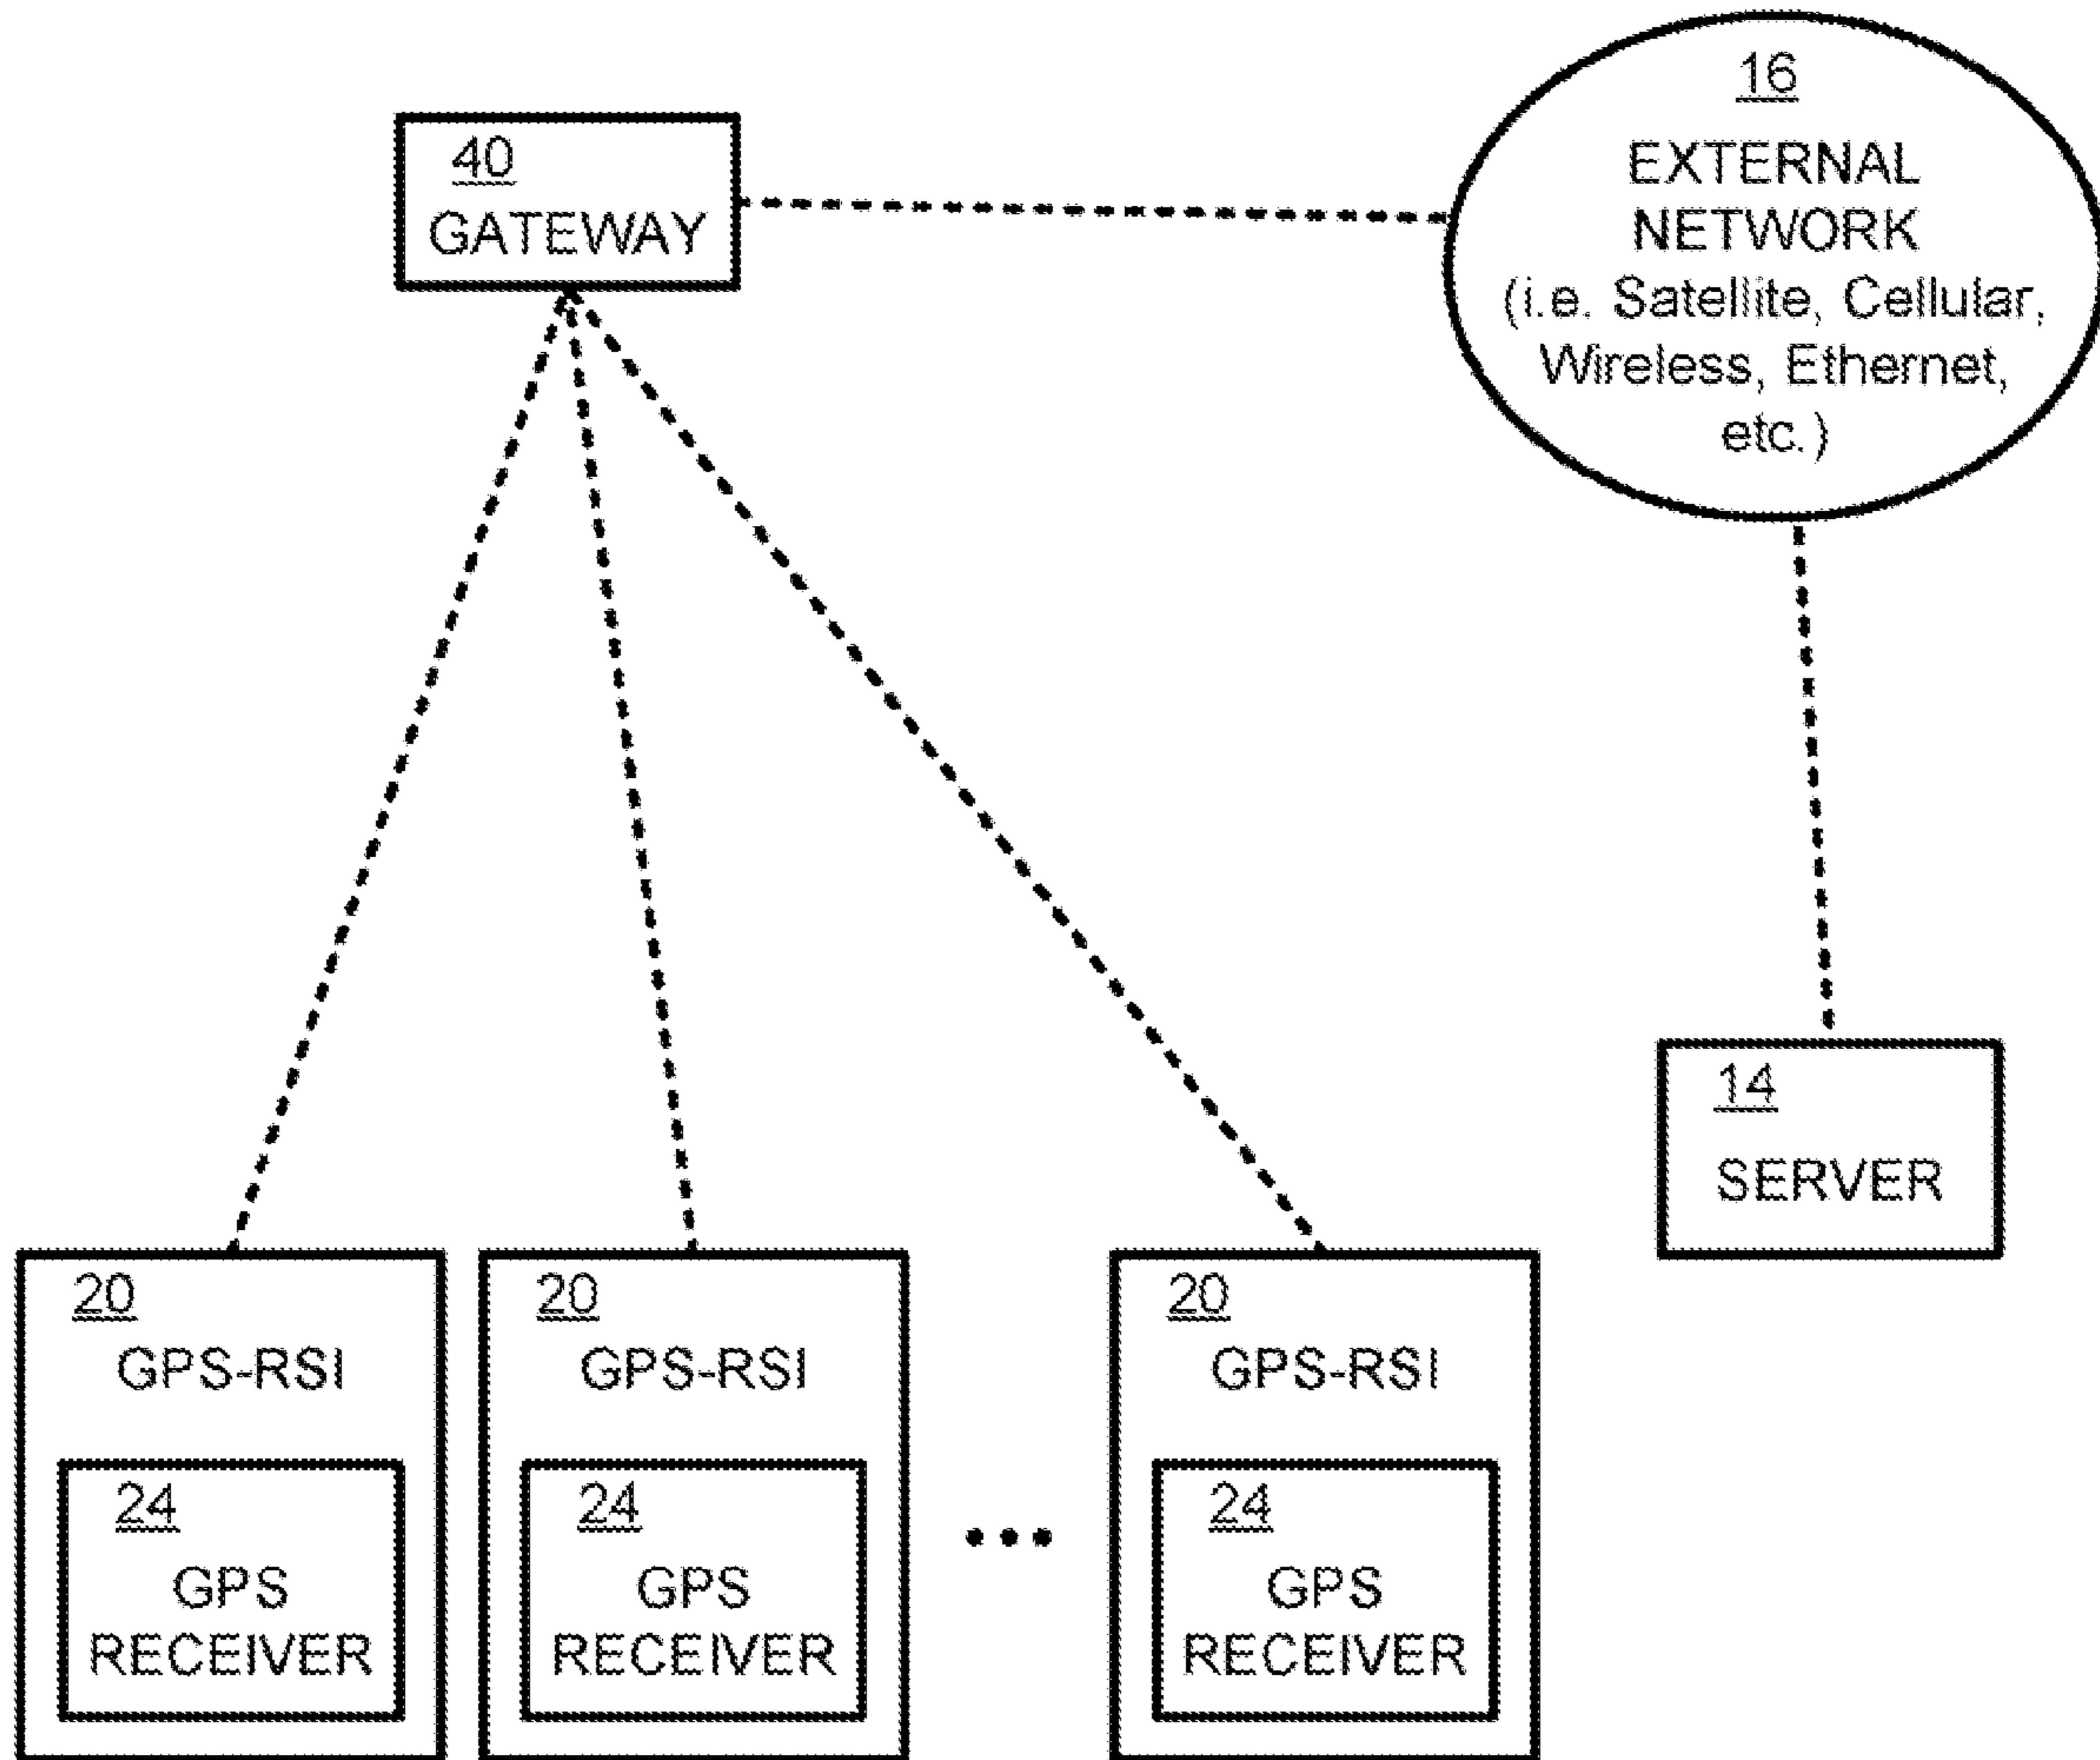 16
EXTERNAL
NETWORK
(i.e. Satellite, Cellular,
Wireless, Ethernet,
etc.)
40
GATEWAY
14
SERVER
20
GPS-RSI
24
GPS
RECEIVER
20
GPS-RSI
24
GPS
RECEIVER
...
20
GPS-RSI
24
GPS
RECEIVER